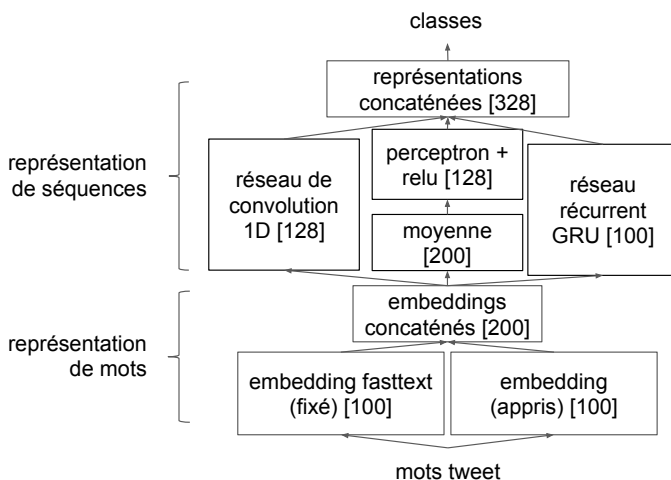 classes
représentations
concaténées [328]
représentation
de séquences
réseau de
convolution
1D [128]
perceptron +
relu [128]
moyenne
[200]
réseau
récurrent
GRU [100]
embeddings
concaténés [200]
représentation
de mots
embedding fasttext
(fixé) [100]
embedding
(appris) [100]
mots tweet